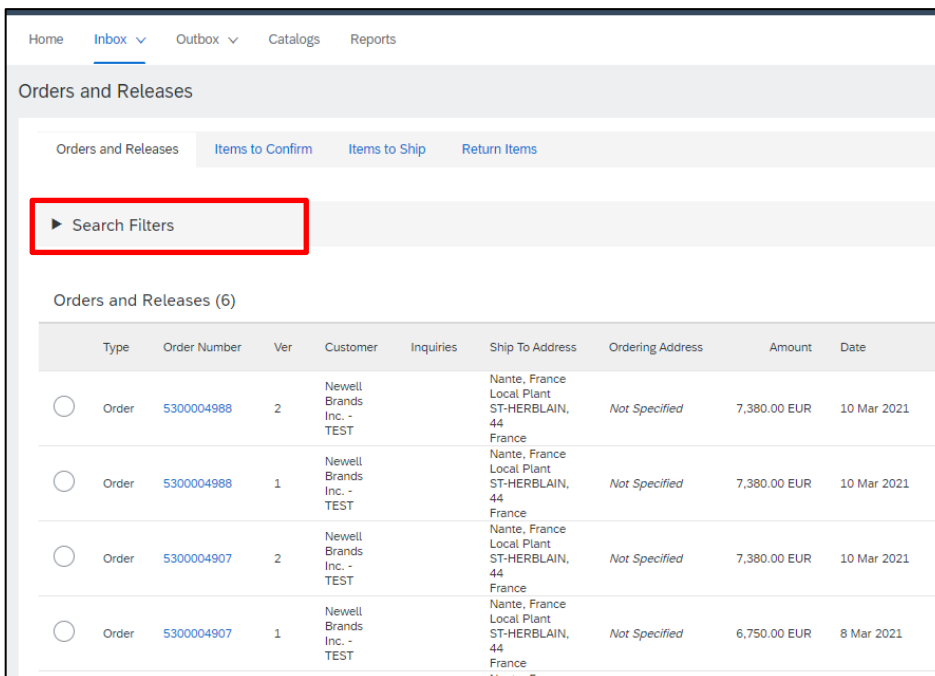 Home Inbox Outbox Catalogs Reports
Orders and Releases
Orders and Releases Items to Confirm Items to Ship Return Items
Search Filters
Orders and Releases (6)
Type Order Number Ver Customer Inquiries Ship To Address Ordering Address Amount Date
Order 5300004988 2 Newell Brands Inc. - TEST Nante, France Local Plant ST-HERBLAIN, 44 France Not Specified 7,380.00 EUR 10 Mar 2021
Order 5300004988 1 Newell Brands Inc. - TEST Nante, France Local Plant ST-HERBLAIN, 44 France Not Specified 7,380.00 EUR 10 Mar 2021
Order 5300004907 2 Newell Brands Inc. - TEST Nante, France Local Plant ST-HERBLAIN, 44 France Not Specified 7,380.00 EUR 10 Mar 2021
Order 5300004907 1 Newell Brands Inc. - TEST Nante, France Local Plant ST-HERBLAIN, 44 France Not Specified 6,750.00 EUR 8 Mar 2021